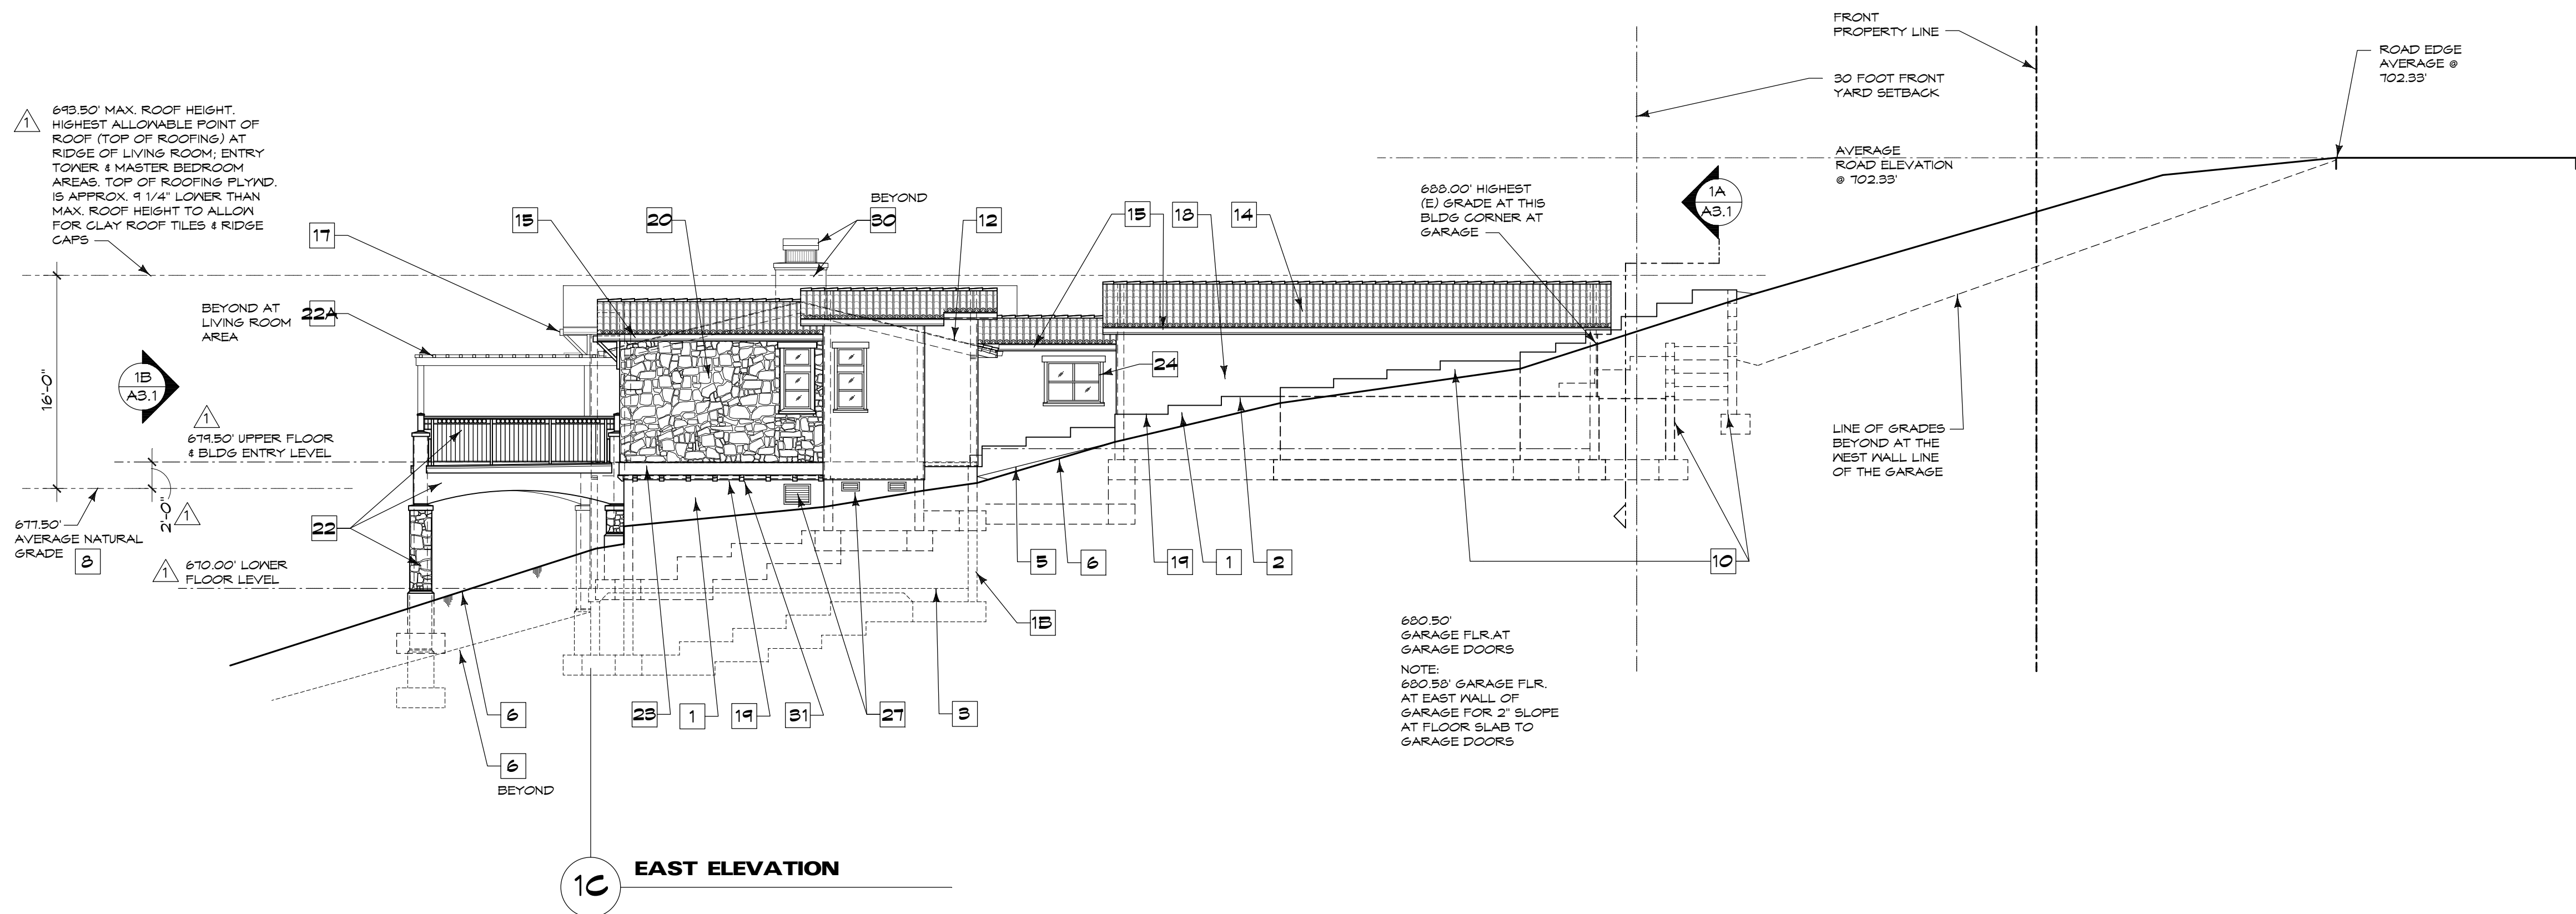 FRONT
PROPERTY LINE
ROAD EDGE
AVERAGE @
702.33'
30 FOOT FRONT
YARD SETBACK
1
693.50' MAX. ROOF HEIGHT.
HIGHEST ALLOWABLE POINT OF
ROOF (TOP OF ROOFING) AT
RIDGE OF LIVING ROOM; ENTRY
TOWER & MASTER BEDROOM
AREAS. TOP OF ROOFING PLYWD.
IS APPROX. 9 1/4" LOWER THAN
MAX. ROOF HEIGHT TO ALLOW
FOR CLAY ROOF TILES & RIDGE
CAPS
AVERAGE
ROAD ELEVATION
@ 702.33'
688.00' HIGHEST
(E) GRADE AT THIS
BLDG CORNER AT
GARAGE
1A
A3.1
BEYOND
17
15
20
30
12
15
18
14
BEYOND AT
LIVING ROOM
AREA
22A
1B
A3.1
16'-0"
24
1
679.50' UPPER FLOOR
& BLDG ENTRY LEVEL
LINE OF GRADES
BEYOND AT THE
WEST WALL LINE
OF THE GARAGE
2'-0"
1
22
677.50'
AVERAGE NATURAL
GRADE
8
1
670.00' LOWER
FLOOR LEVEL
5
6
19
1
2
10
1B
680.50'
GARAGE FLR.AT
GARAGE DOORS
NOTE:
680.58' GARAGE FLR.
AT EAST WALL OF
GARAGE FOR 2" SLOPE
AT FLOOR SLAB TO
GARAGE DOORS
6
23
1
19
31
27
3
6
BEYOND
1C
EAST ELEVATION